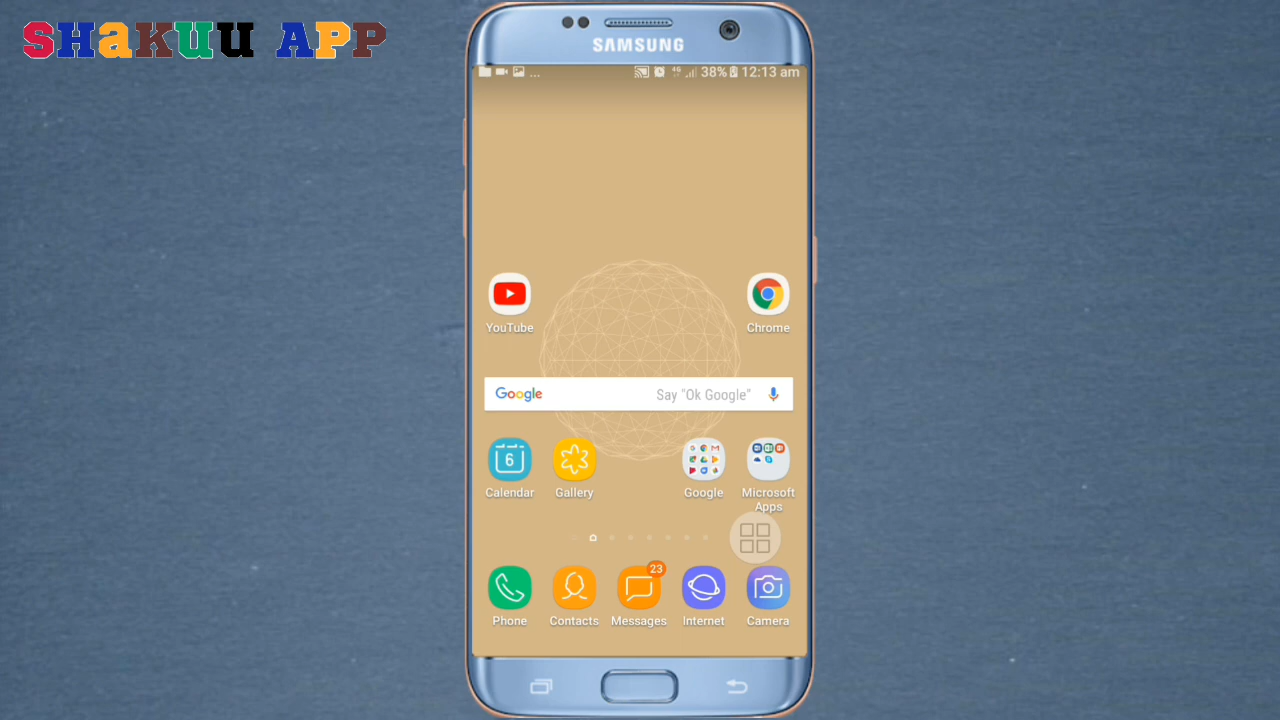 SHaKUU APP
SAMSUNG
... 4G 38% 12:13 am
YouTube
Chrome
Google Say "Ok Google"
6
Calendar Gallery Google Microsoft Apps
23
Phone Contacts Messages Internet Camera